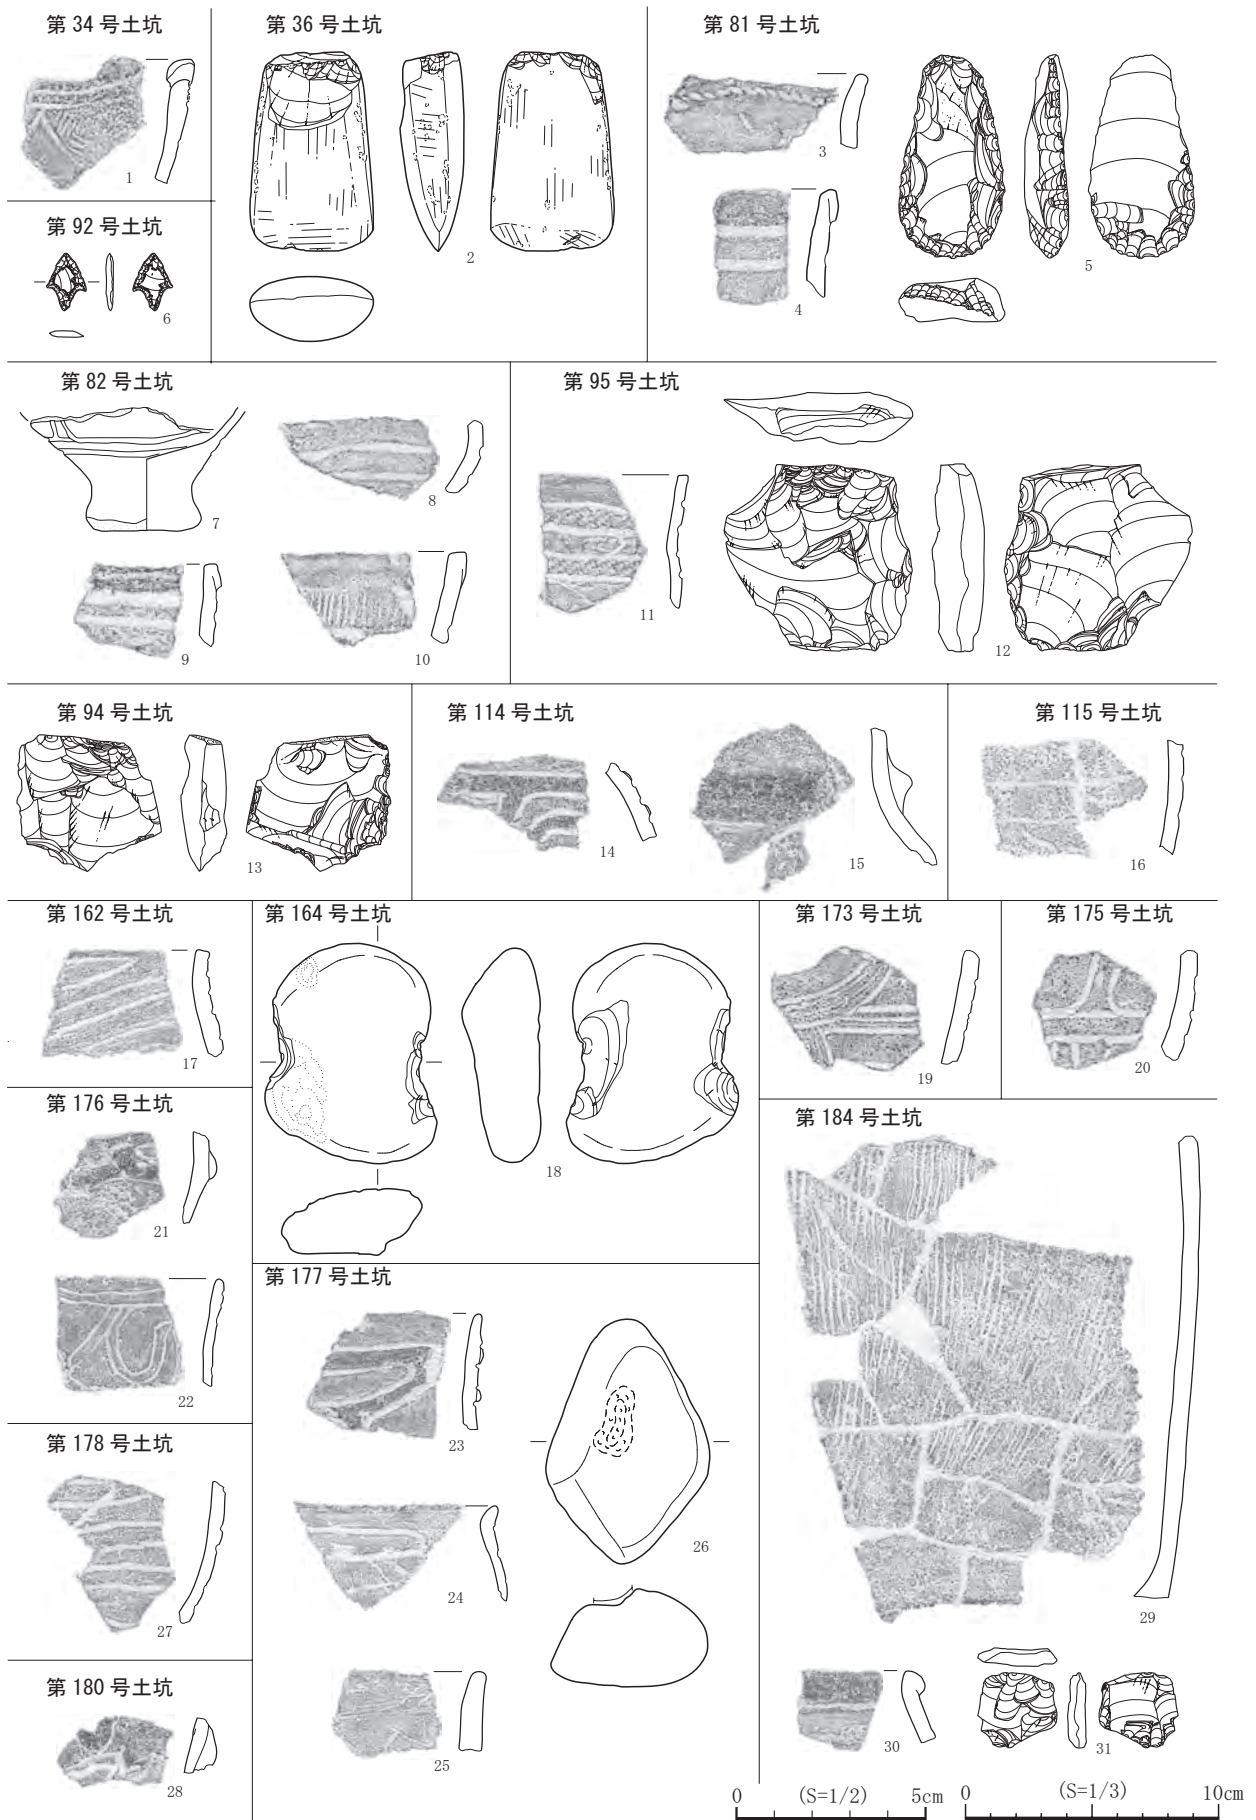 第 34 号土坑
1
第 36 号土坑
2
第 81 号土坑
3
4
5
第 92 号土坑
6
第 82 号土坑
7
8
9
10
第 95 号土坑
11
12
第 94 号土坑
13
第 114 号土坑
14
15
第 115 号土坑
16
第 162 号土坑
17
第 164 号土坑
18
第 173 号土坑
19
第 175 号土坑
20
第 176 号土坑
21
22
第 177 号土坑
23
24
25
26
第 178 号土坑
27
第 180 号土坑
28
第 184 号土坑
29
30
31
0 (S=1/2) 5cm
0 (S=1/3) 10cm